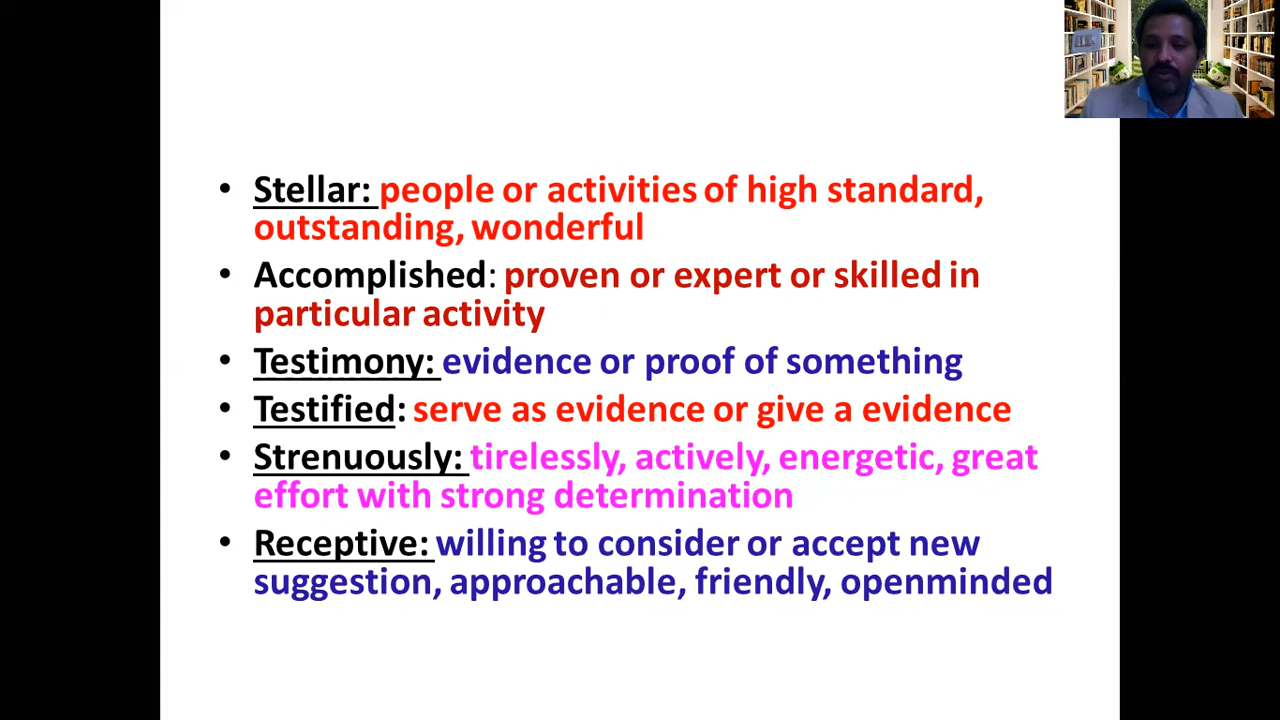 • Stellar: people or activities of high standard,
outstanding, wonderful
• Accomplished: proven or expert or skilled in
particular activity
• Testimony: evidence or proof of something
• Testified: serve as evidence or give a evidence
• Strenuously: tirelessly, actively, energetic, great
effort with strong determination
• Receptive: willing to consider or accept new
suggestion, approachable, friendly, openminded